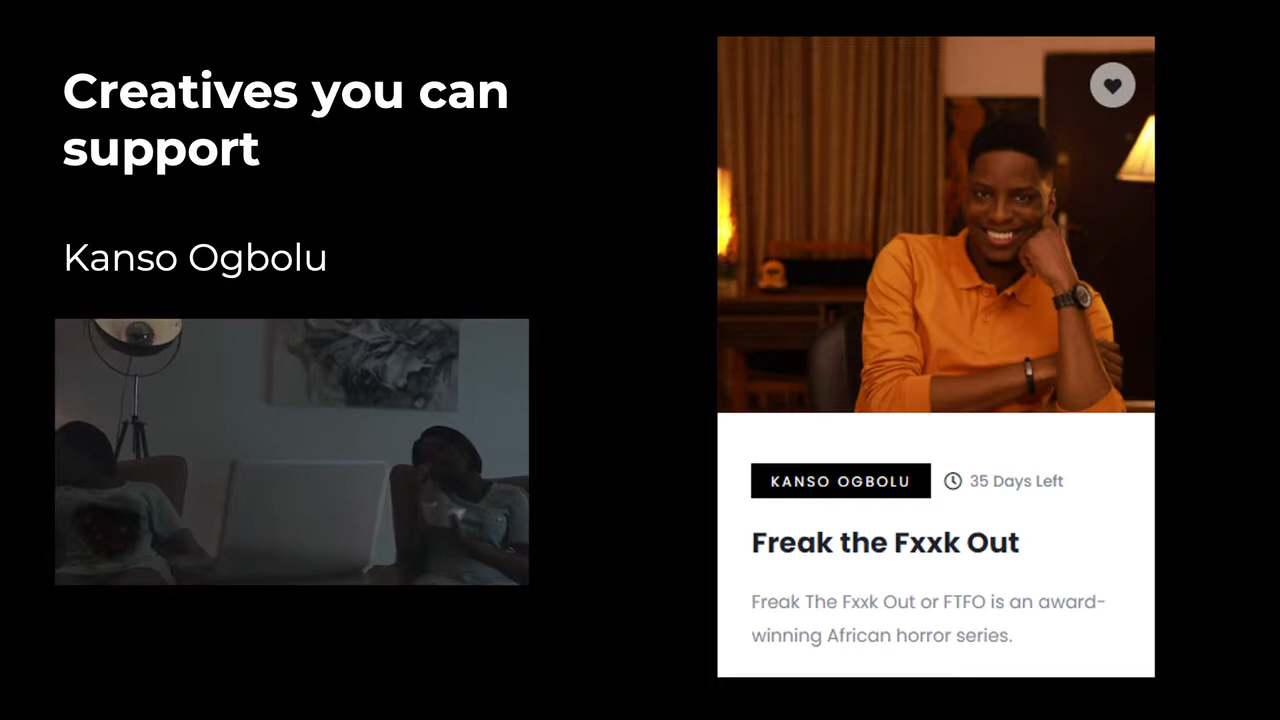 Creatives you can
support
Kanso Ogbolu
KANSO OGBOLU
35 Days Left
Freak the Fxxk Out
Freak The Fxxk Out or FTFO is an award-
winning African horror series.